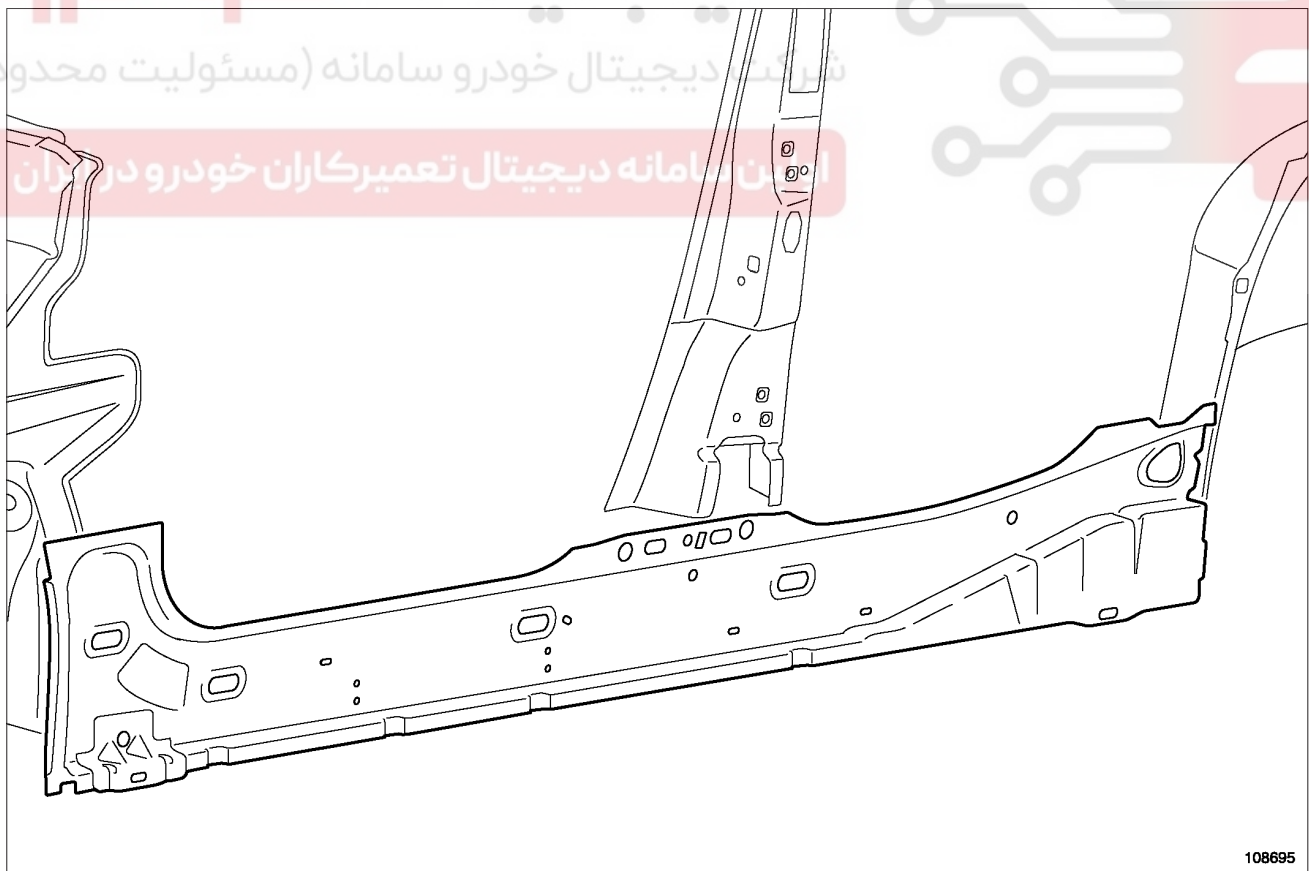 شرکت دیجیتال خودرو سامانه (مسئولیت محدود
اولین سامانه دیجیتال تعمیرکاران خودرو در ایران
108695